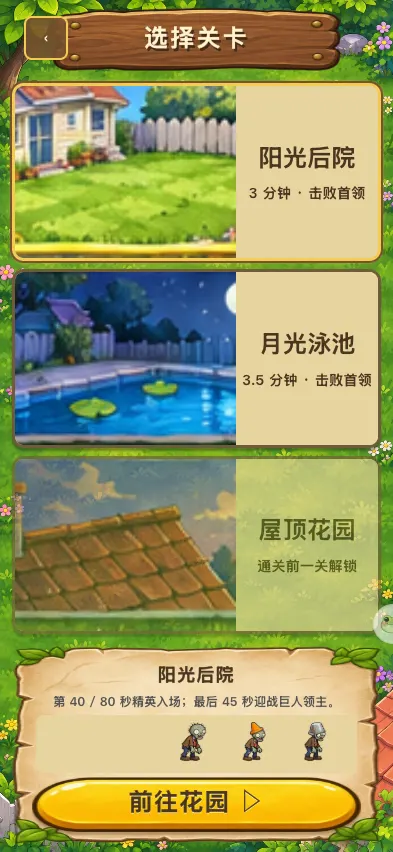 ‹
选择关卡
阳光后院
3 分钟 · 击败首领
月光泳池
3.5 分钟 · 击败首领
屋顶花园
通关前一关解锁
阳光后院
第 40 / 80 秒精英入场；最后 45 秒迎战巨人领主。
前往花园 ▷